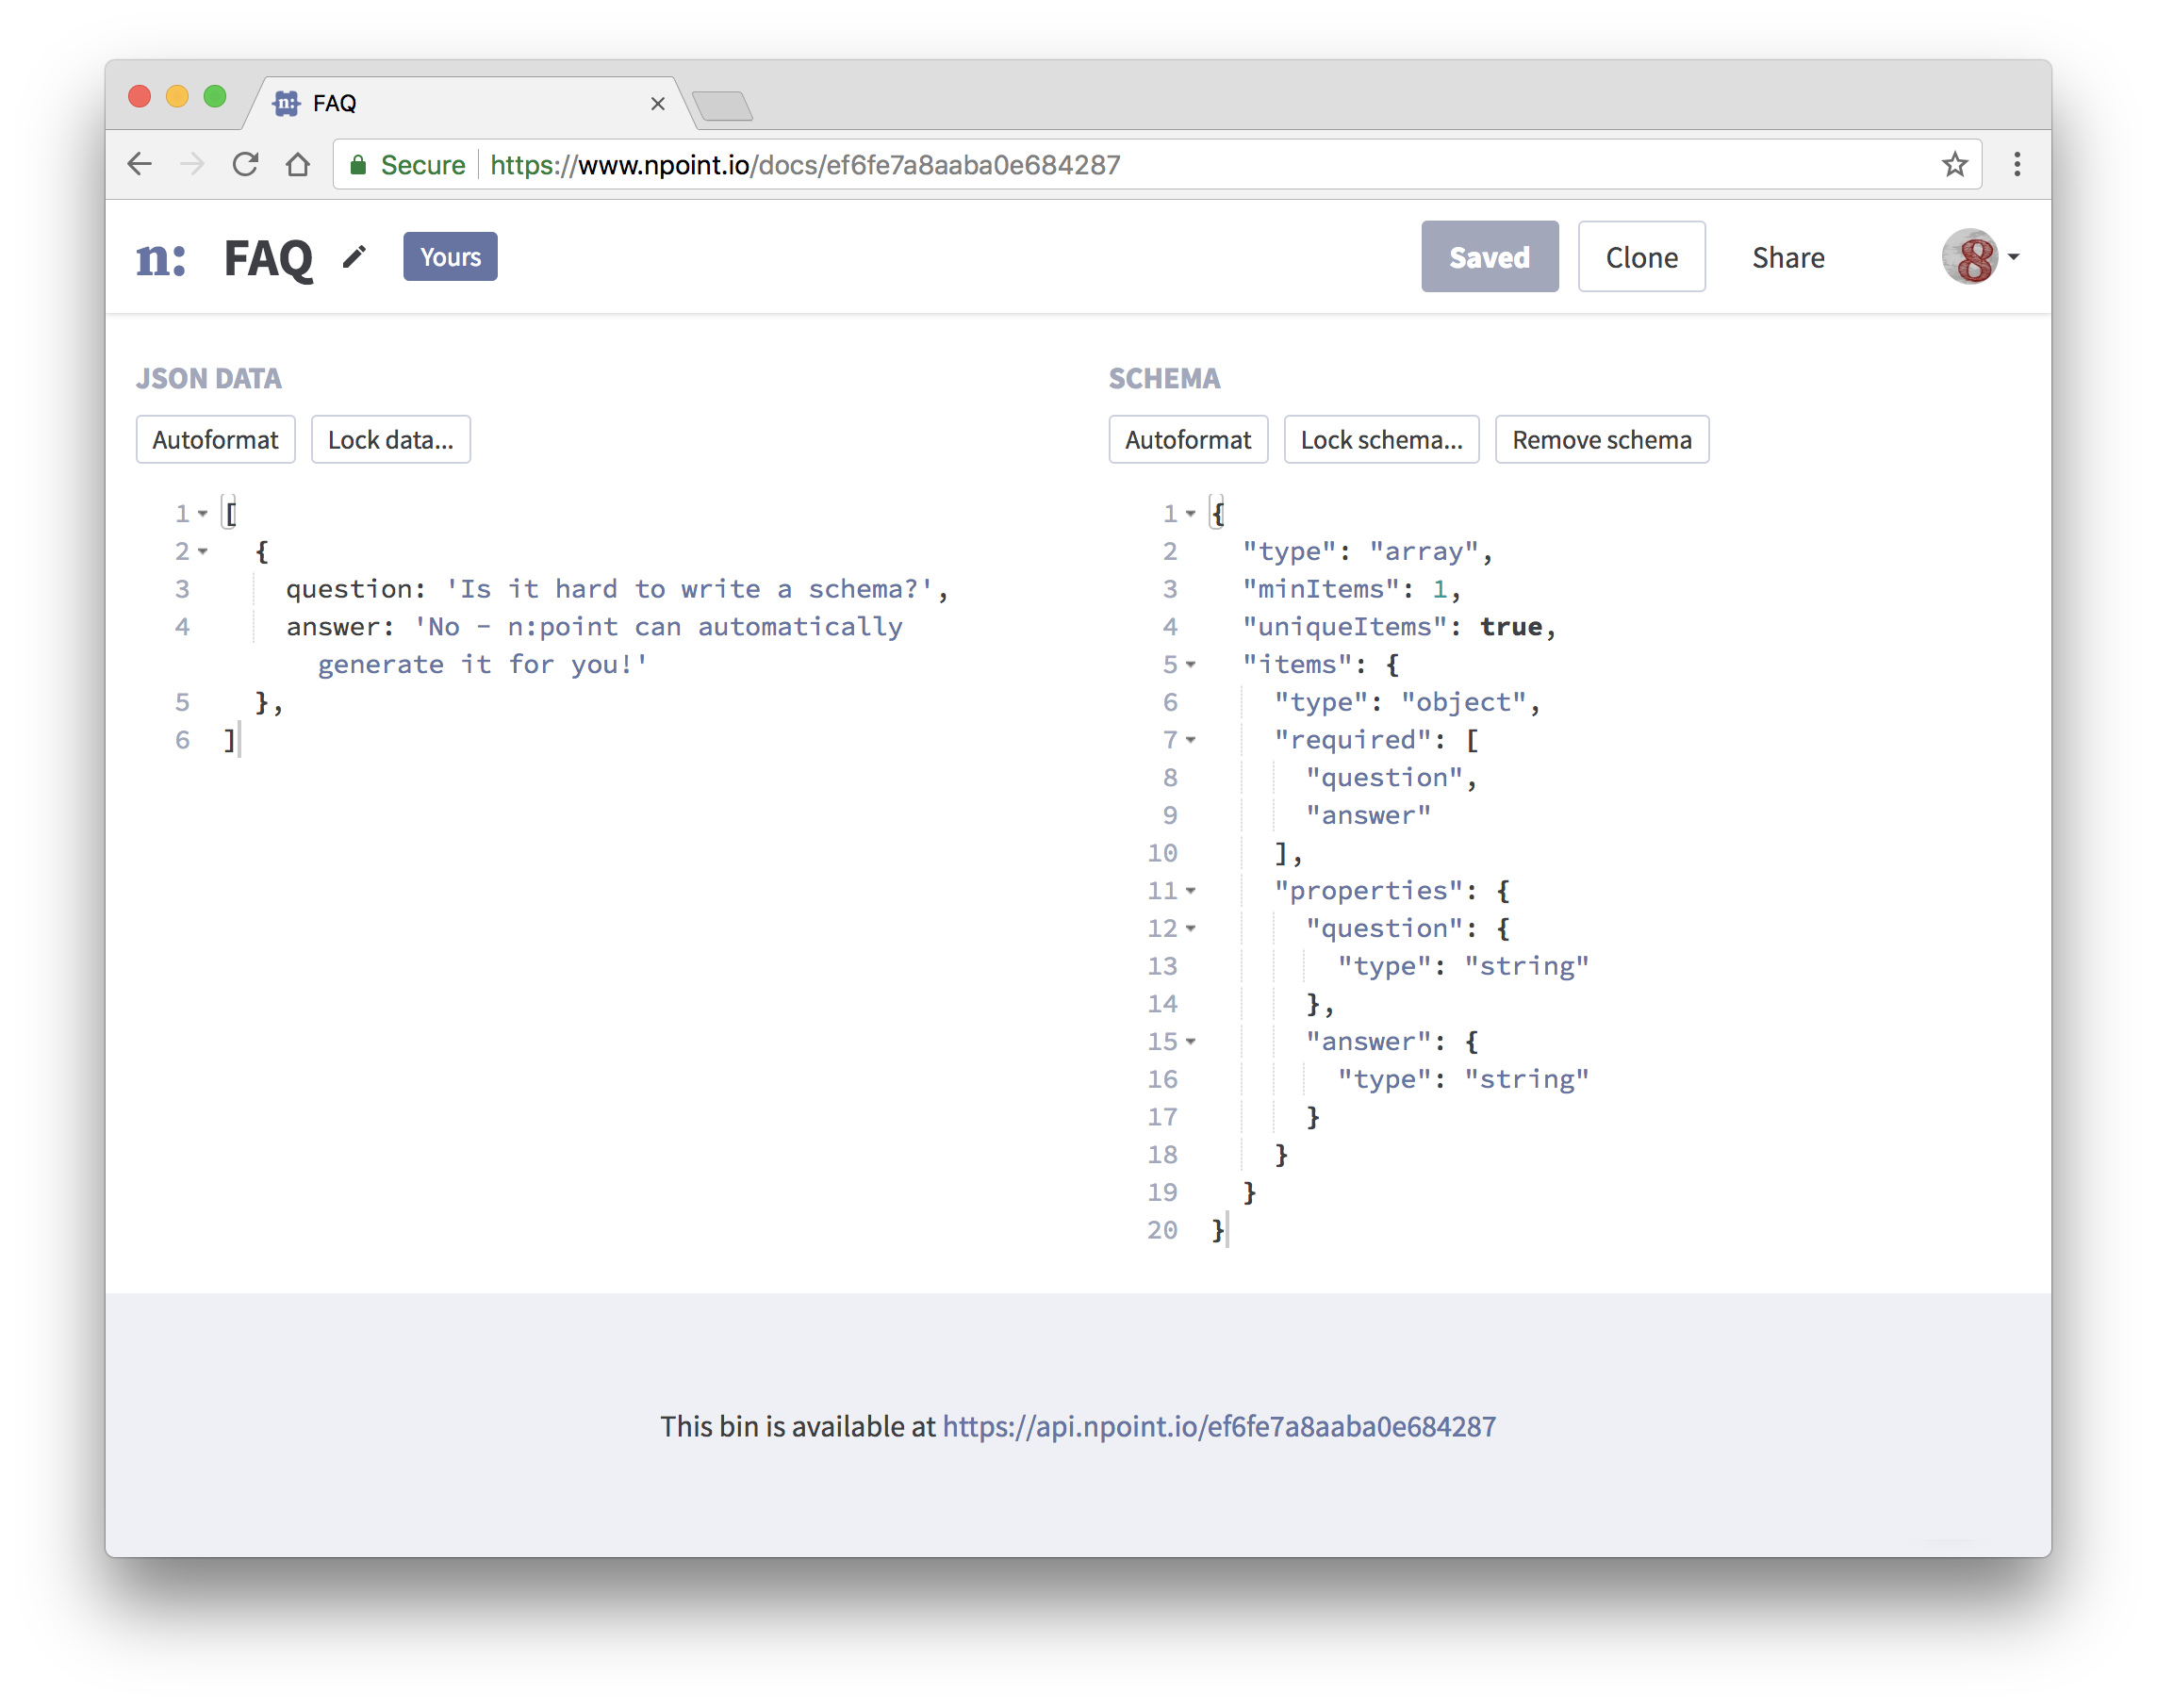 n: FAQ
Secure https://www.npoint.io/docs/ef6fe7a8aaba0e684287
n: FAQ Yours Saved Clone Share 8
JSON DATA
Autoformat Lock data...
1 [
2 {
3 question: 'Is it hard to write a schema?',
4 answer: 'No - n:point can automatically
generate it for you!'
5 },
6 ]
SCHEMA
Autoformat Lock schema... Remove schema
1 {
2 "type": "array",
3 "minItems": 1,
4 "uniqueItems": true,
5 "items": {
6 "type": "object",
7 "required": [
8 "question",
9 "answer"
10 ],
11 "properties": {
12 "question": {
13 "type": "string"
14 },
15 "answer": {
16 "type": "string"
17 }
18 }
19 }
20 }
This bin is available at https://api.npoint.io/ef6fe7a8aaba0e684287